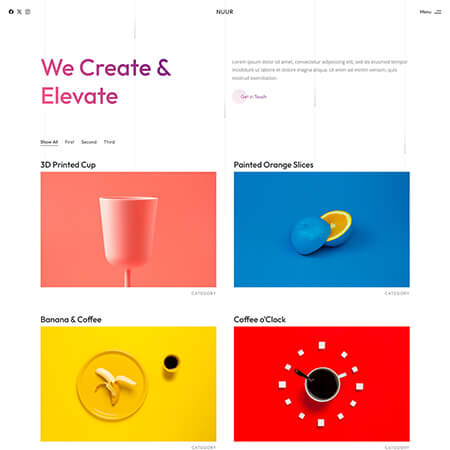 NUUR
Menu
We Create &
Elevate
Lorem ipsum dolor sit amet, consectetur adipiscing elit, sed do eiusmod tempor
incididunt ut labore et dolore magna aliqua. Ut enim ad minim veniam, quis
nostrud exercitation.
Get in Touch
Show All First Second Third
3D Printed Cup
Painted Orange Slices
CATEGORY
CATEGORY
Banana & Coffee
Coffee o'Clock
CATEGORY
CATEGORY